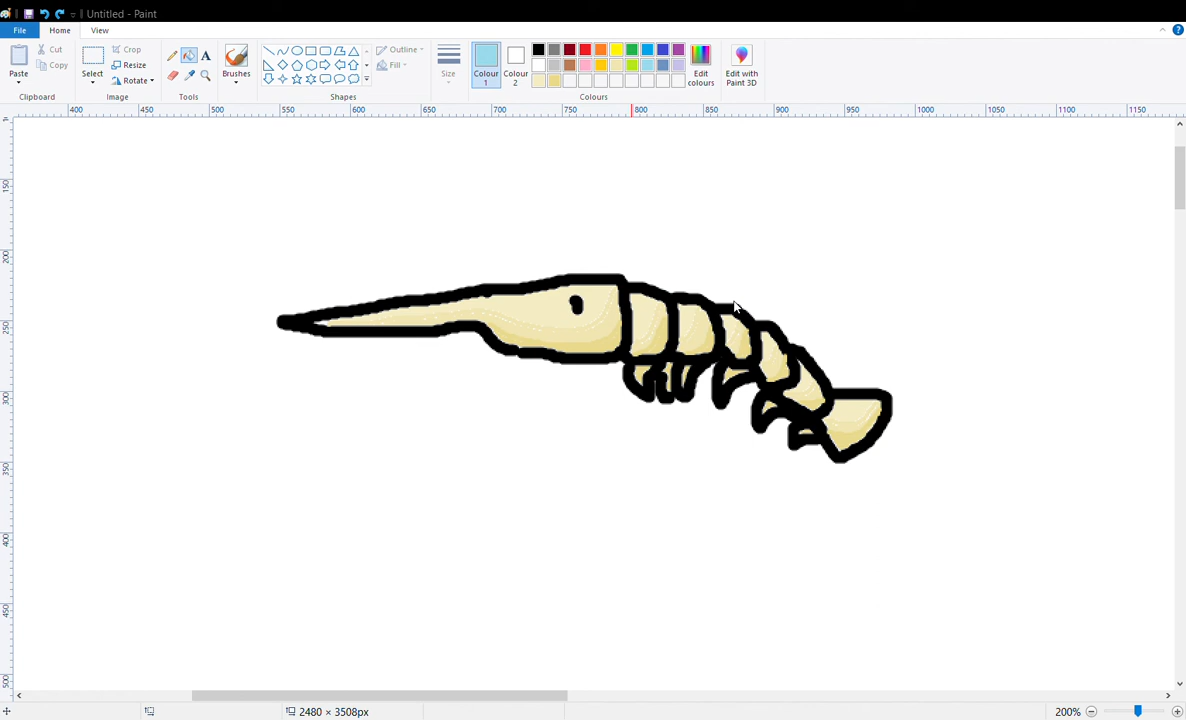 Untitled - Paint
File Home View
Paste
Cut
Copy
Clipboard
Select
Crop
Resize
Rotate
Image
A
Tools
Brushes
Shapes
Outline
Fill
Size
Colour 1
Colour 2
Edit colours
Colours
Edit with Paint 3D
400 450 500 550 600 650 700 750 800 850 900 950 1000 1050 1100 1150
150
200
250
300
350
400
450
500
2480 × 3508px
200%